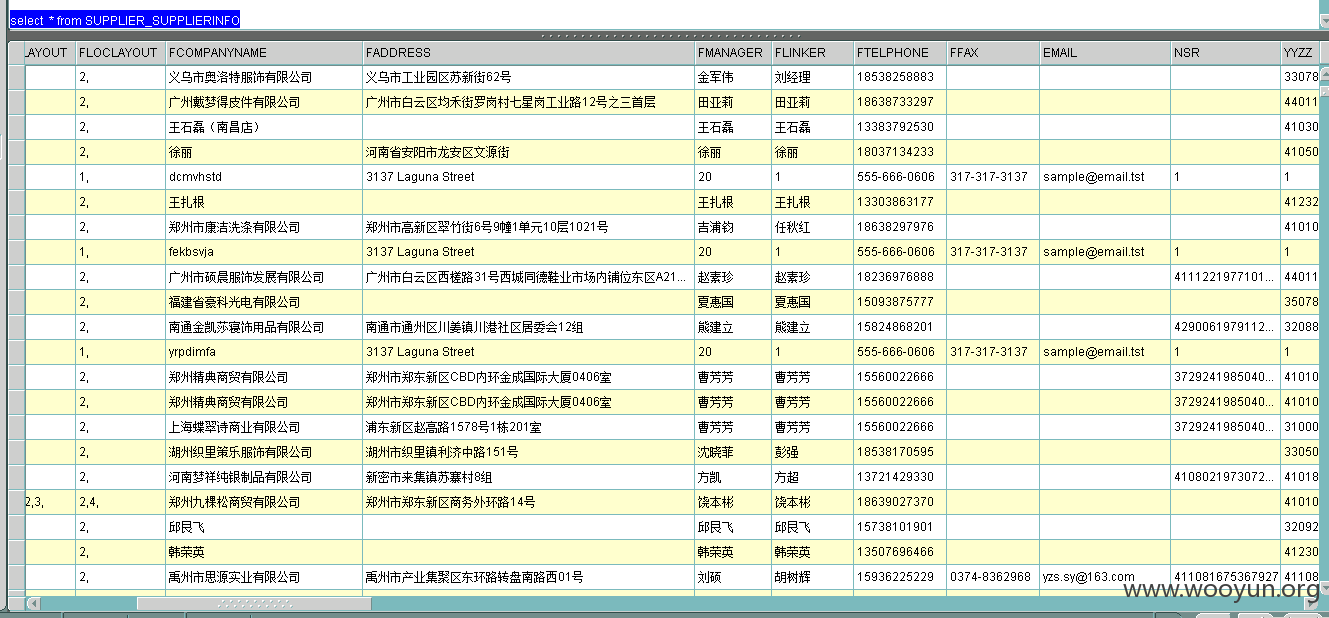 select * from SUPPLIER_SUPPLIERINFO
LAYOUT FLOCLAYOUT FCOMPANYNAME FADDRESS FMANAGER FLINKER FTELPHONE FFAX EMAIL NSR YYZZ
2, 义乌市奥洛特服饰有限公司 义乌市工业园区苏新街62号 金军伟 刘经理 18538258883 33078
2, 广州戴梦得皮件有限公司 广州市白云区均禾街罗岗村七星岗工业路12号之三首层 田亚莉 田亚莉 18638733297 44011
2, 王石磊（南昌店） 王石磊 王石磊 13383792530 41030
2, 徐丽 河南省安阳市龙安区文源街 徐丽 徐丽 18037134233 41050
1, dcmvhstd 3137 Laguna Street 20 1 555-666-0606 317-317-3137 sample@email.tst 1 1
2, 王扎根 王扎根 王扎根 13303863177 41232
2, 郑州市康洁洗涤有限公司 郑州市高新区翠竹街6号9幢1单元10层1021号 吉浦钧 任秋红 18638297976 41010
1, fekbsvja 3137 Laguna Street 20 1 555-666-0606 317-317-3137 sample@email.tst 1 1
2, 广州市硕晨服饰发展有限公司 广州市白云区西槎路31号西城同德鞋业市场内铺位东区A21... 赵素珍 赵素珍 18236976888 4111221977101... 44011
2, 福建省豪科光电有限公司 夏惠国 夏惠国 15093875777 35078
2, 南通金凯莎寝饰用品有限公司 南通市通州区川姜镇川港社区居委会12组 熊建立 熊建立 15824868201 4290061979112... 32088
1, yrpdimfa 3137 Laguna Street 20 1 555-666-0606 317-317-3137 sample@email.tst 1 1
2, 郑州精典商贸有限公司 郑州市郑东新区CBD内环金成国际大厦0406室 曹芳芳 曹芳芳 15560022666 3729241985040... 41010
2, 郑州精典商贸有限公司 郑州市郑东新区CBD内环金成国际大厦0406室 曹芳芳 曹芳芳 15560022666 3729241985040... 41010
2, 上海蝶翠诗商业有限公司 浦东新区赵高路1578号1栋201室 曹芳芳 曹芳芳 15560022666 3729241985040... 31000
2, 湖州织里策乐服饰有限公司 湖州市织里镇利济中路151号 沈晓菲 彭强 18538170595 33050
2, 河南梦祥纯银制品有限公司 新密市来集镇苏寨村8组 方凯 方超 13721429330 4108021973072... 41018
2,3, 2,4, 郑州九棵松商贸有限公司 郑州市郑东新区商务外环路14号 饶本彬 饶本彬 18639027370 41010
2, 邱艮飞 邱艮飞 邱艮飞 15738101901 32092
2, 韩荣英 韩荣英 韩荣英 13507696466 41230
2, 禹州市思源实业有限公司 禹州市产业集聚区东环路转盘南路西01号 刘硕 胡树辉 15936225229 0374-8362968 yzs.sy@163.com 411081675367927 41108
www.wooyun.org